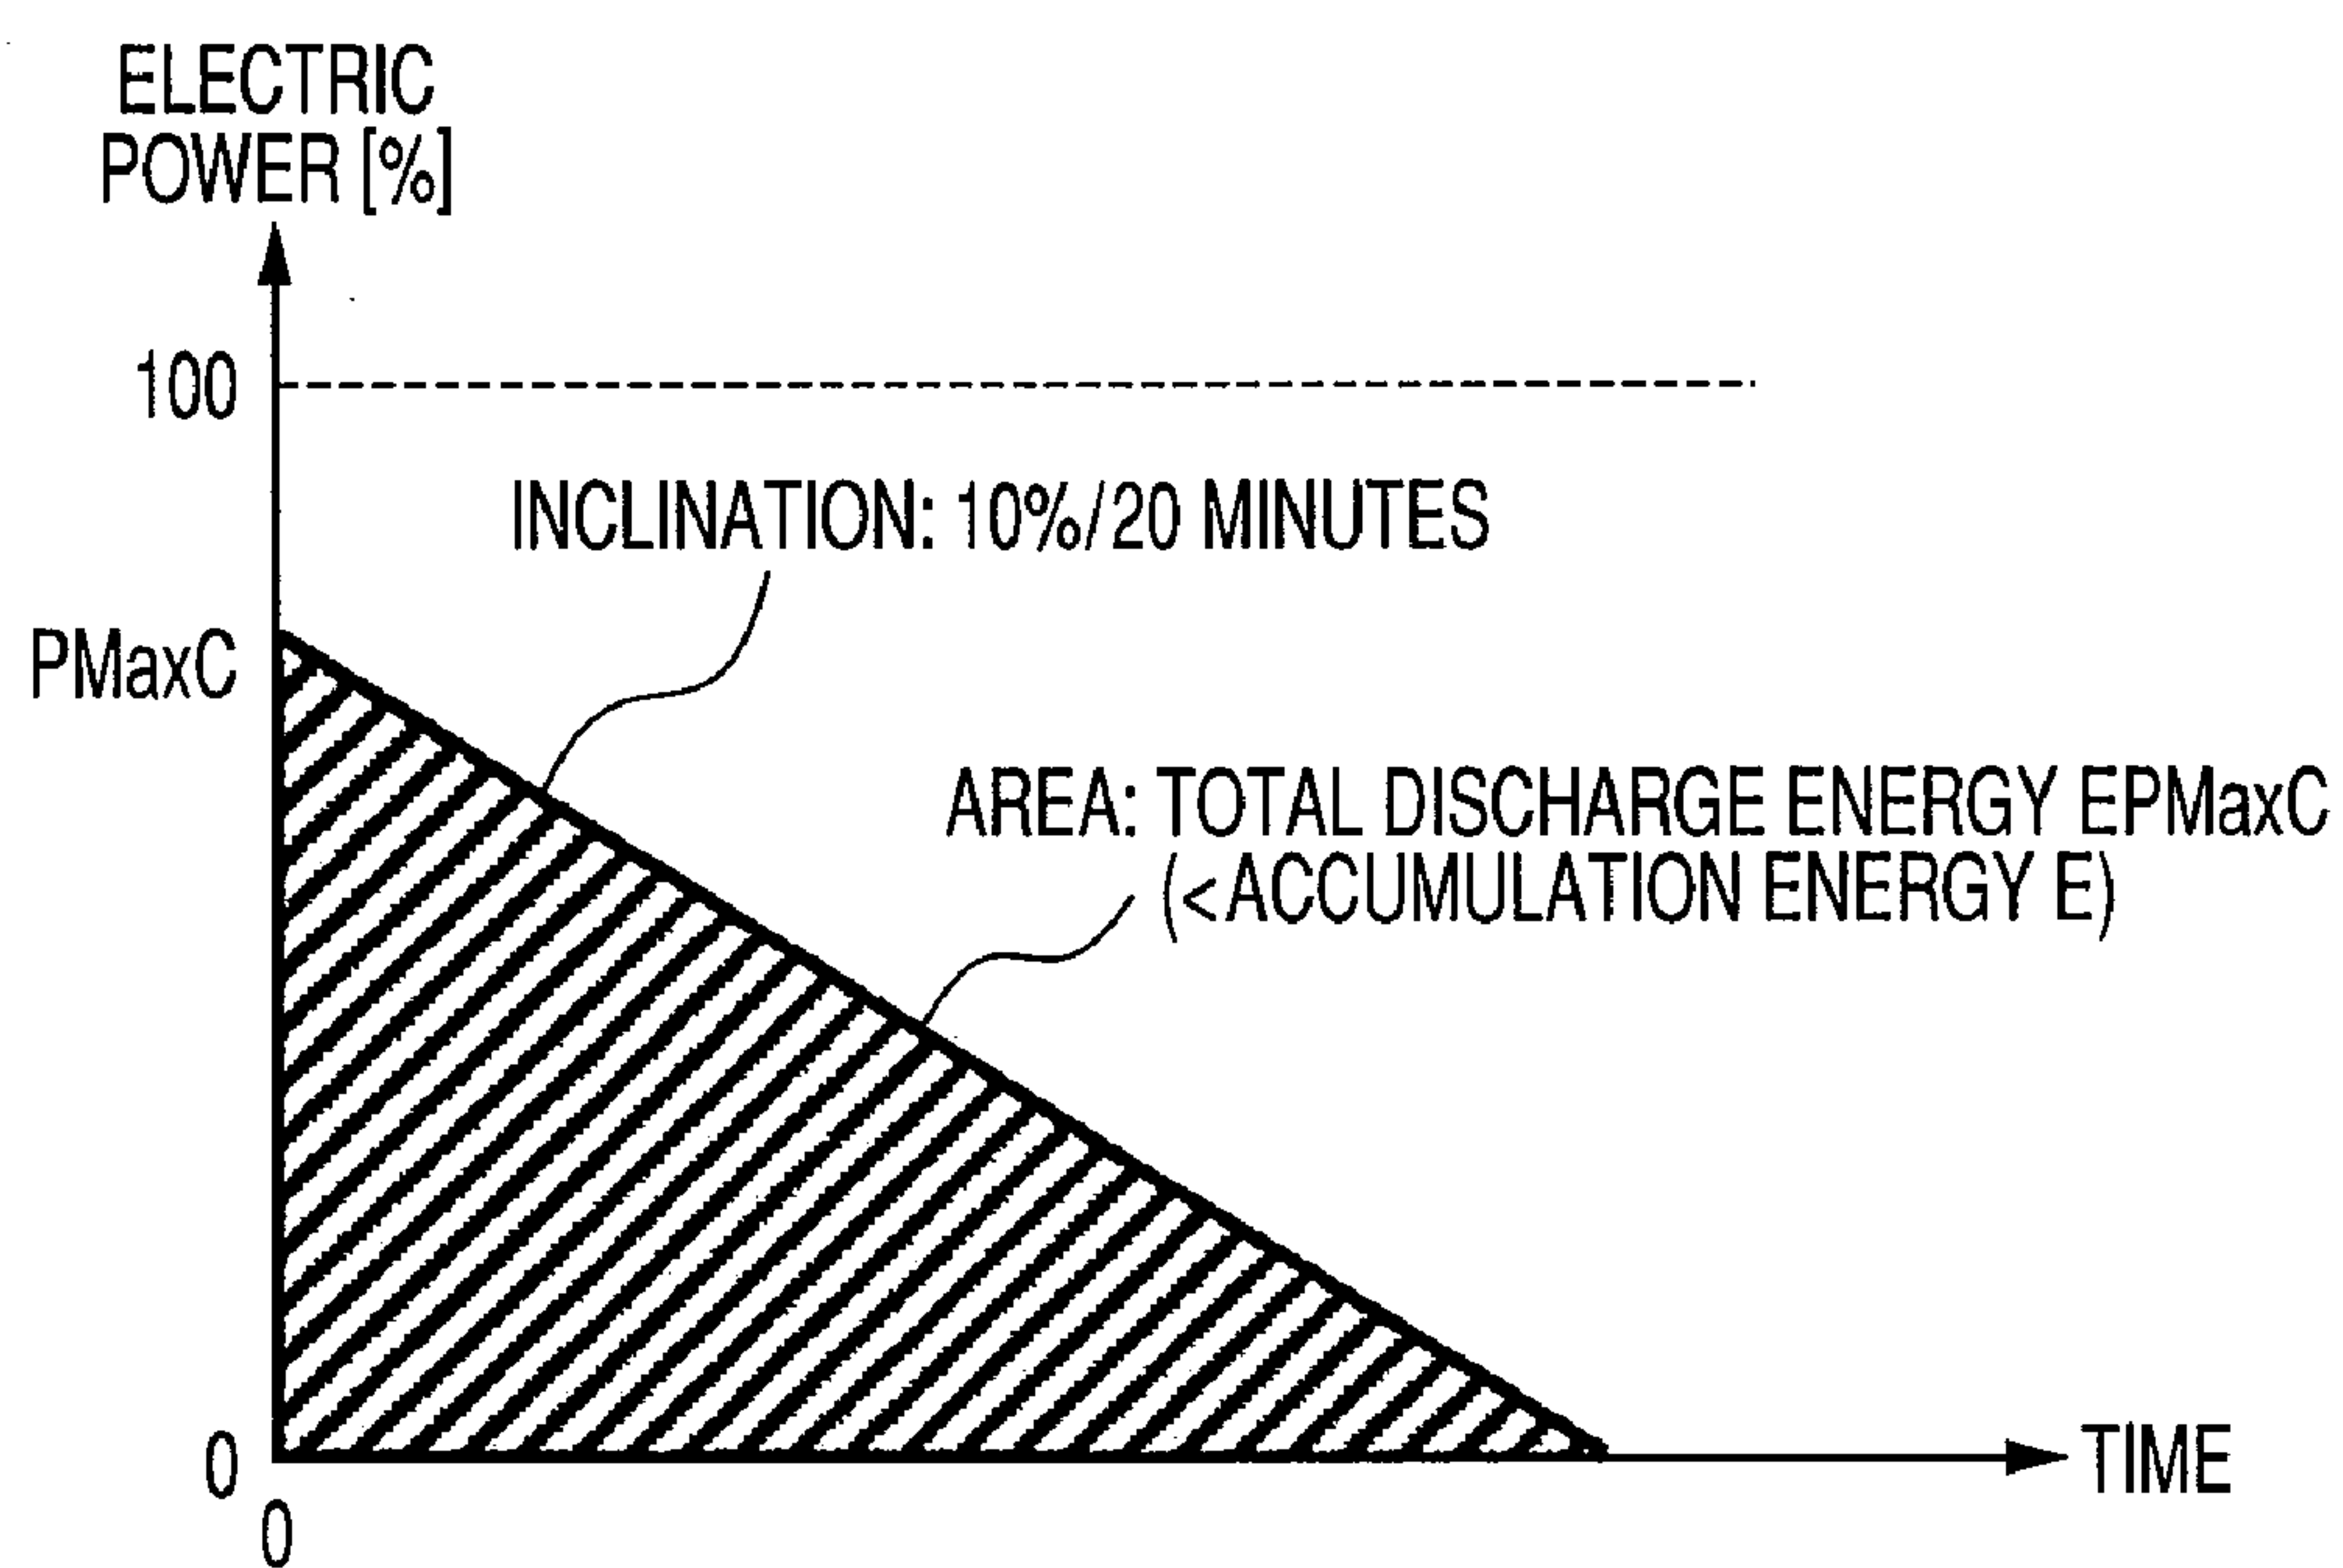 ELECTRIC
POWER [%]
100
INCLINATION: 10%/20 MINUTES
PMaxC
AREA: TOTAL DISCHARGE ENERGY EPMaxC
(<ACCUMULATION ENERGY E)
0
TIME
0